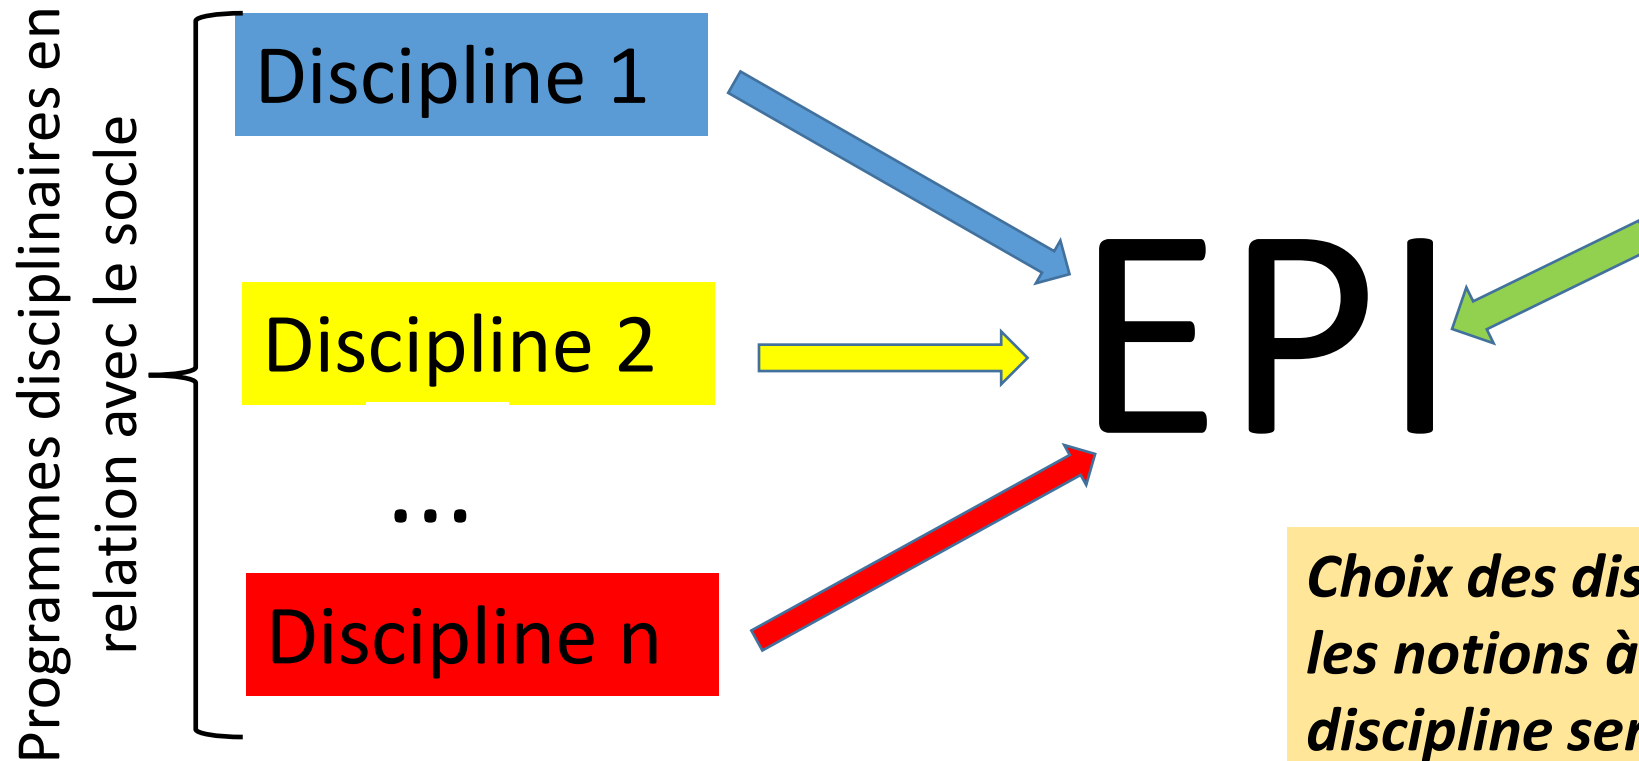 Programmes disciplinaires en
relation avec le socle
Discipline 1
Discipline 2
...
Discipline n
EPI
Choix des dis
les notions à
discipline ser